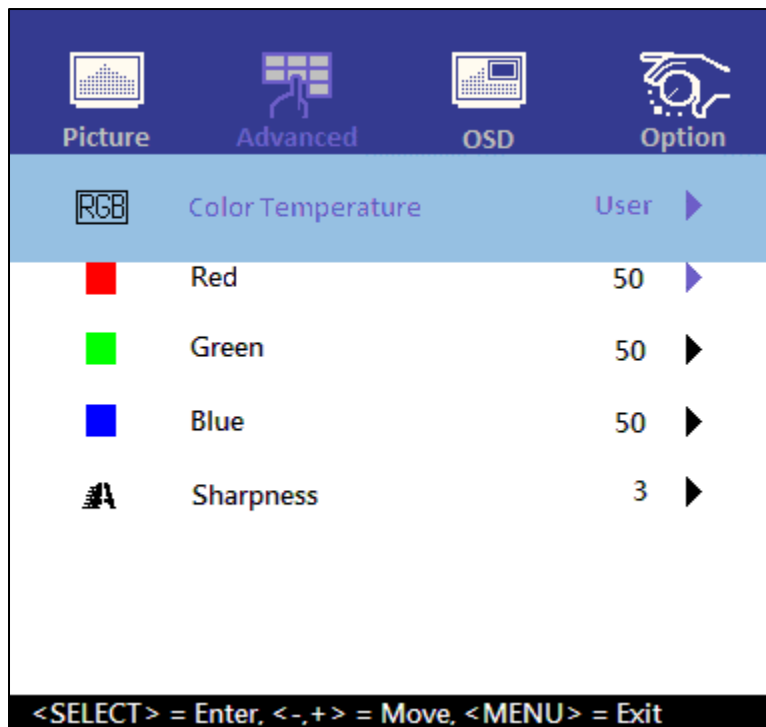 Picture Advanced OSD Option
RGB Color Temperature User
Red 50
Green 50
Blue 50
Sharpness 3
<SELECT> = Enter, <-,+> = Move, <MENU> = Exit